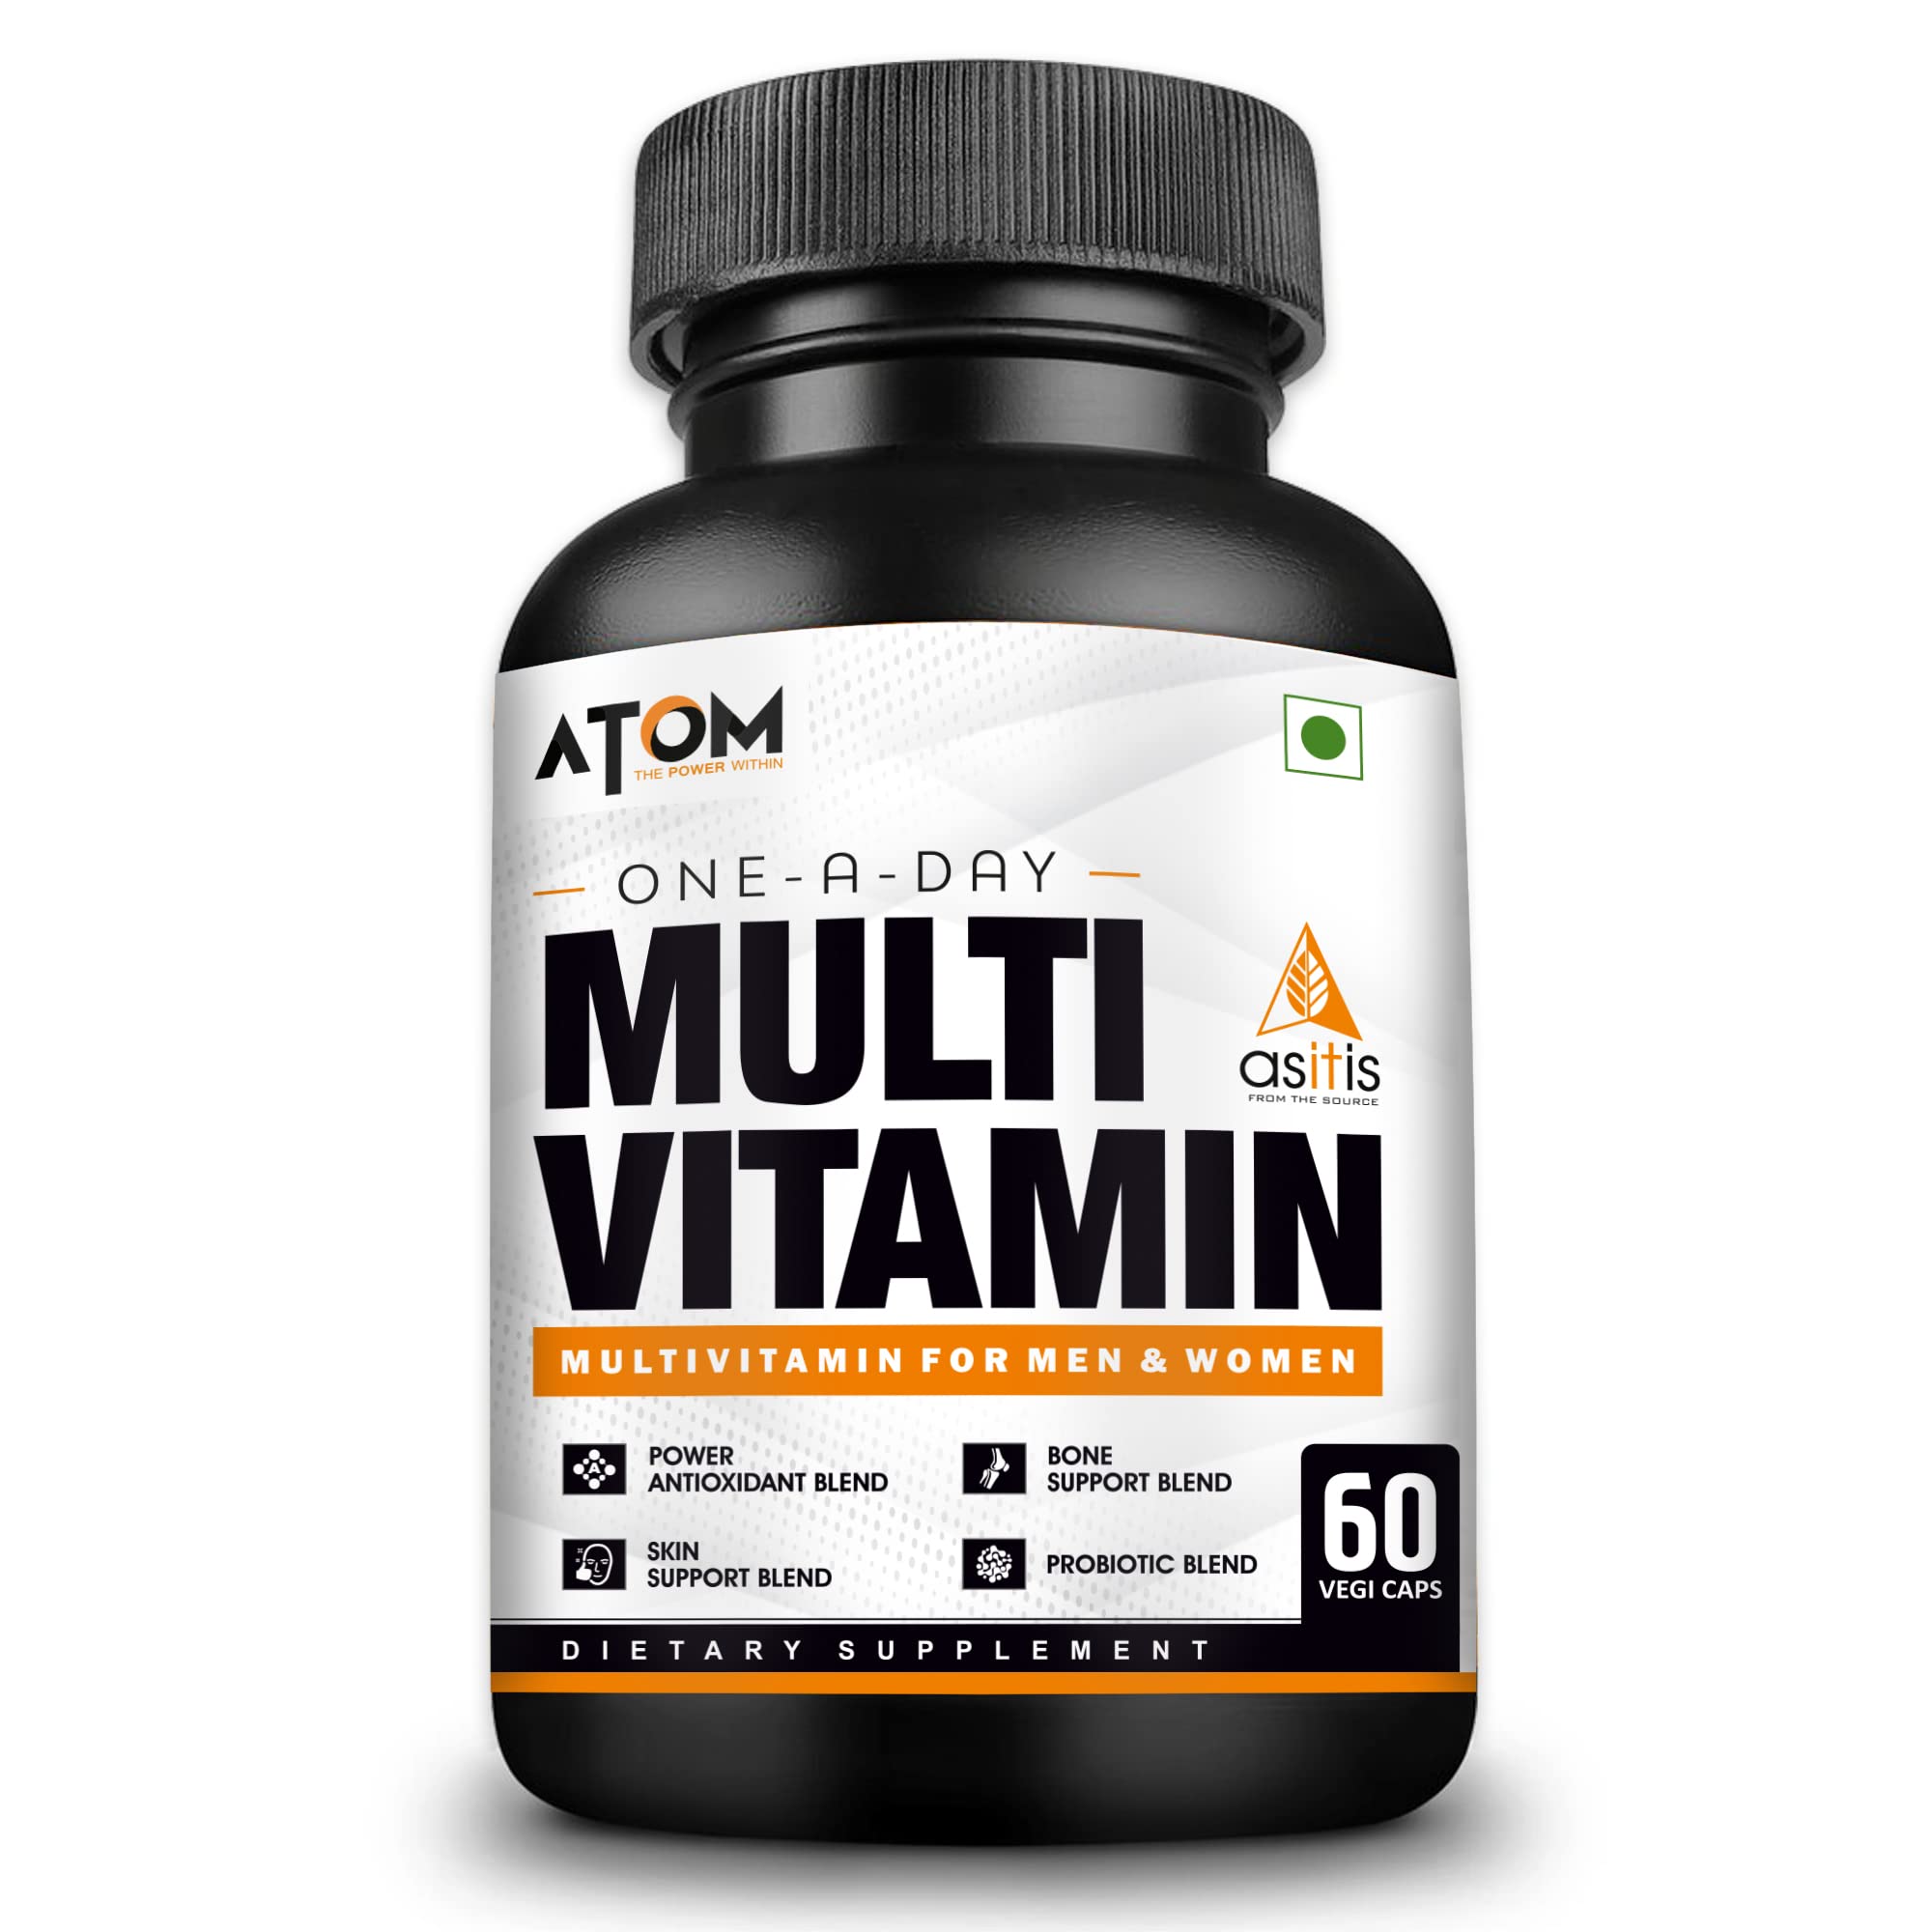 ATOM
THE POWER WITHIN
ONE-A-DAY
MULTI
VITAMIN
asitis
FROM THE SOURCE
MULTIVITAMIN FOR MEN & WOMEN
POWER
ANTIOXIDANT BLEND
BONE
SUPPORT BLEND
SKIN
SUPPORT BLEND
PROBIOTIC BLEND
60
VEGI CAPS
DIETARY SUPPLEMENT